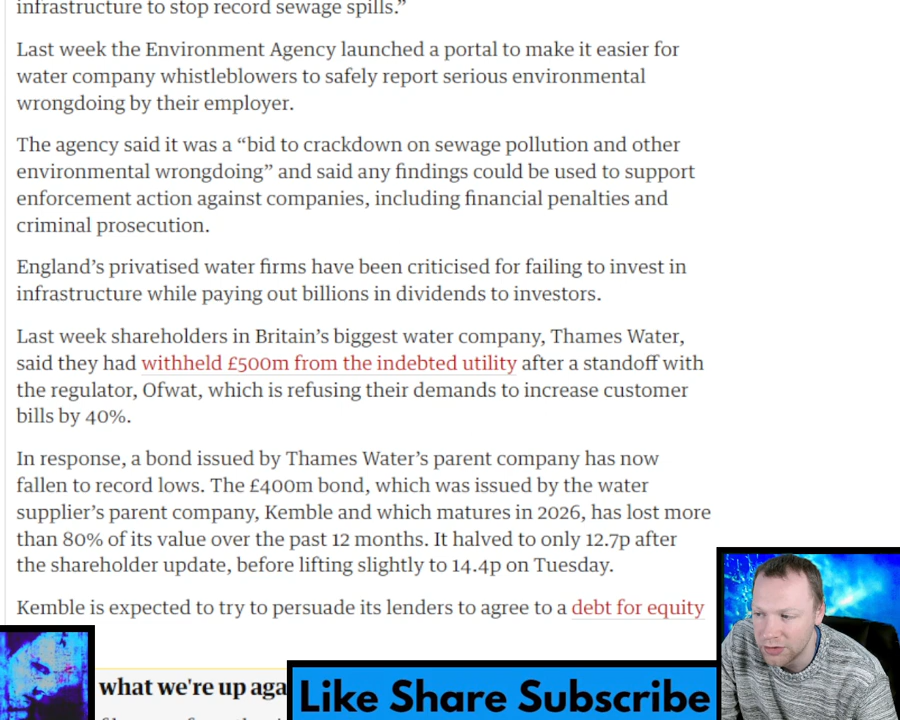 infrastructure to stop record sewage spills.”
Last week the Environment Agency launched a portal to make it easier for
water company whistleblowers to safely report serious environmental
wrongdoing by their employer.
The agency said it was a “bid to crackdown on sewage pollution and other
environmental wrongdoing” and said any findings could be used to support
enforcement action against companies, including financial penalties and
criminal prosecution.
England’s privatised water firms have been criticised for failing to invest in
infrastructure while paying out billions in dividends to investors.
Last week shareholders in Britain’s biggest water company, Thames Water,
said they had withheld £500m from the indebted utility after a standoff with
the regulator, Ofwat, which is refusing their demands to increase customer
bills by 40%.
In response, a bond issued by Thames Water’s parent company has now
fallen to record lows. The £400m bond, which was issued by the water
supplier’s parent company, Kemble and which matures in 2026, has lost more
than 80% of its value over the past 12 months. It halved to only 12.7p after
the shareholder update, before lifting slightly to 14.4p on Tuesday.
Kemble is expected to try to persuade its lenders to agree to a debt for equity
what we're up aga
Like Share Subscribe